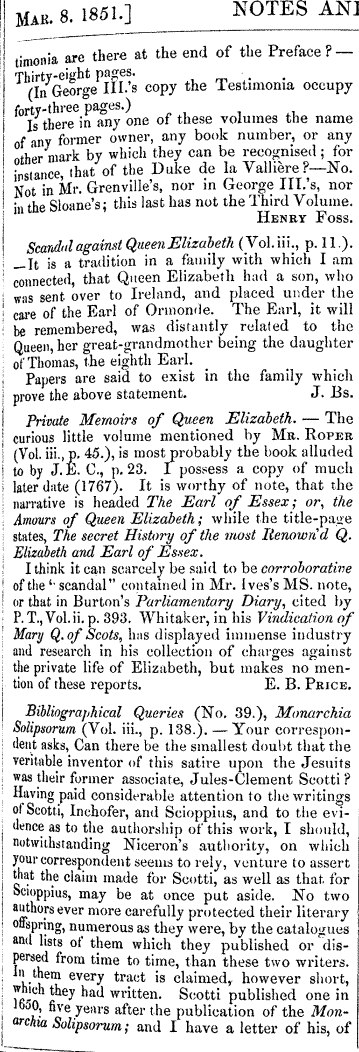 MAR. 8. 1851.] NOTES AN
timonia are there at the end of the Preface?—
Thirty-eight pages.
(In George III.'s copy the Testimonia occupy
forty-three pages.)
Is there in any one of these volumes the name
of any former owner, any book number, or any
other mark by which they can be recognised; for
instance, that of the Duke de la Vallière?—No.
Not in Mr. Grenville's, nor in George III.'s, nor
in the Sloane's; this last has not the Third Volume.
HENRY FOSS.
Scandal against Queen Elizabeth (Vol. iii., p. 11.).
—It is a tradition in a family with which I am
connected, that Queen Elizabeth had a son, who
was sent over to Ireland, and placed under the
care of the Earl of Ormonde. The Earl, it will
be remembered, was distantly related to the
Queen, her great-grandmother being the daughter
of Thomas, the eighth Earl.
Papers are said to exist in the family which
prove the above statement. J. BS.
Private Memoirs of Queen Elizabeth. — The
curious little volume mentioned by MR. ROPER
(Vol. iii., p. 45.), is most probably the book alluded
to by J. E. C., p. 23. I possess a copy of much
later date (1767). It is worthy of note, that the
narrative is headed The Earl of Essex; or, the
Amours of Queen Elizabeth; while the title-page
states, The secret History of the most Renown'd Q.
Elizabeth and Earl of Essex.
I think it can scarcely be said to be corroborative
of the "scandal" contained in Mr. Ives's MS. note,
or that in Burton's Parliamentary Diary, cited by
P. T., Vol. ii. p. 393. Whitaker, in his Vindication of
Mary Q. of Scots, has displayed immense industry
and research in his collection of charges against
the private life of Elizabeth, but makes no men-
tion of these reports. E. B. PRICE.
Bibliographical Queries (No. 39.), Monarchia
Solipsorum (Vol. iii., p. 138.). — Your correspon-
dent asks, Can there be the smallest doubt that the
veritable inventor of this satire upon the Jesuits
was their former associate, Jules-Clement Scotti?
Having paid considerable attention to the writings
of Scotti, Inchofer, and Scioppius, and to the evi-
dence as to the authorship of this work, I should,
notwithstanding Niceron's authority, on which
your correspondent seems to rely, venture to assert
that the claim made for Scotti, as well as that for
Scioppius, may be at once put aside. No two
authors ever more carefully protected their literary
offspring, numerous as they were, by the catalogues
and lists of them which they published or dis-
persed from time to time, than these two writers.
In them every tract is claimed, however short,
which they had written. Scotti published one in
1650, five years after the publication of the Mon-
archia Solipsorum; and I have a letter of his, of